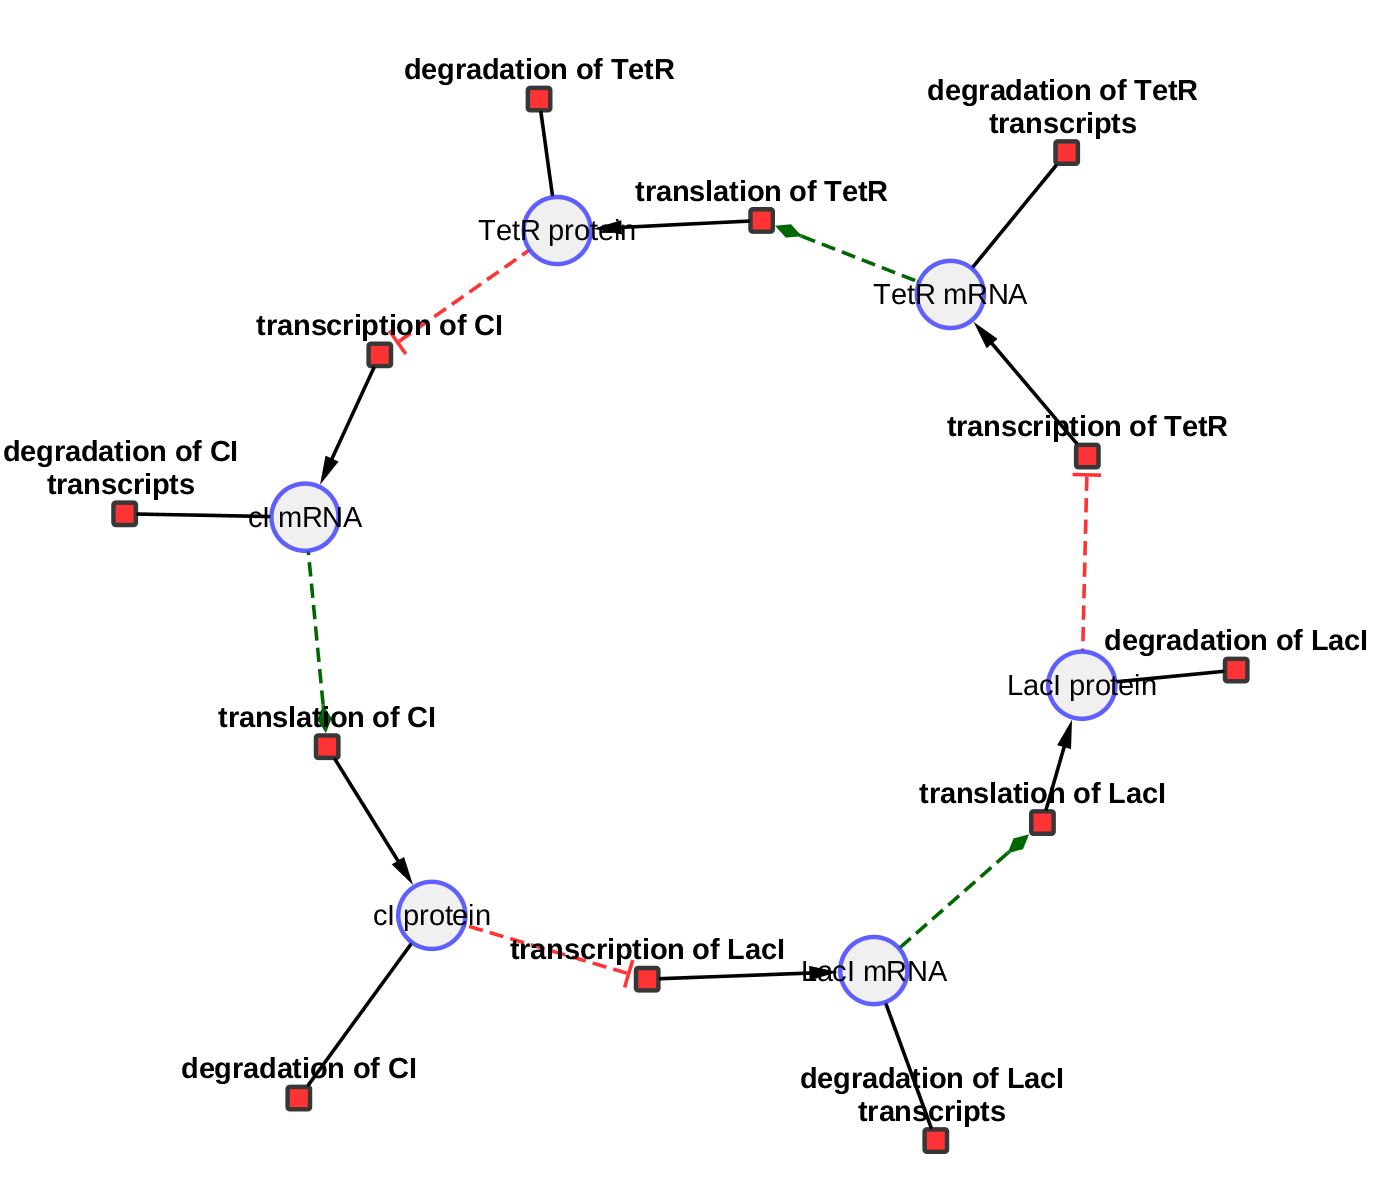 degradation of TetR
degradation of TetR
transcripts
translation of TetR
TetR protein
TetR mRNA
transcription of CI
transcription of TetR
degradation of CI
transcripts
cI mRNA
degradation of LacI
LacI protein
translation of CI
translation of LacI
cI protein
transcription of LacI
LacI mRNA
degradation of CI
degradation of LacI
transcripts